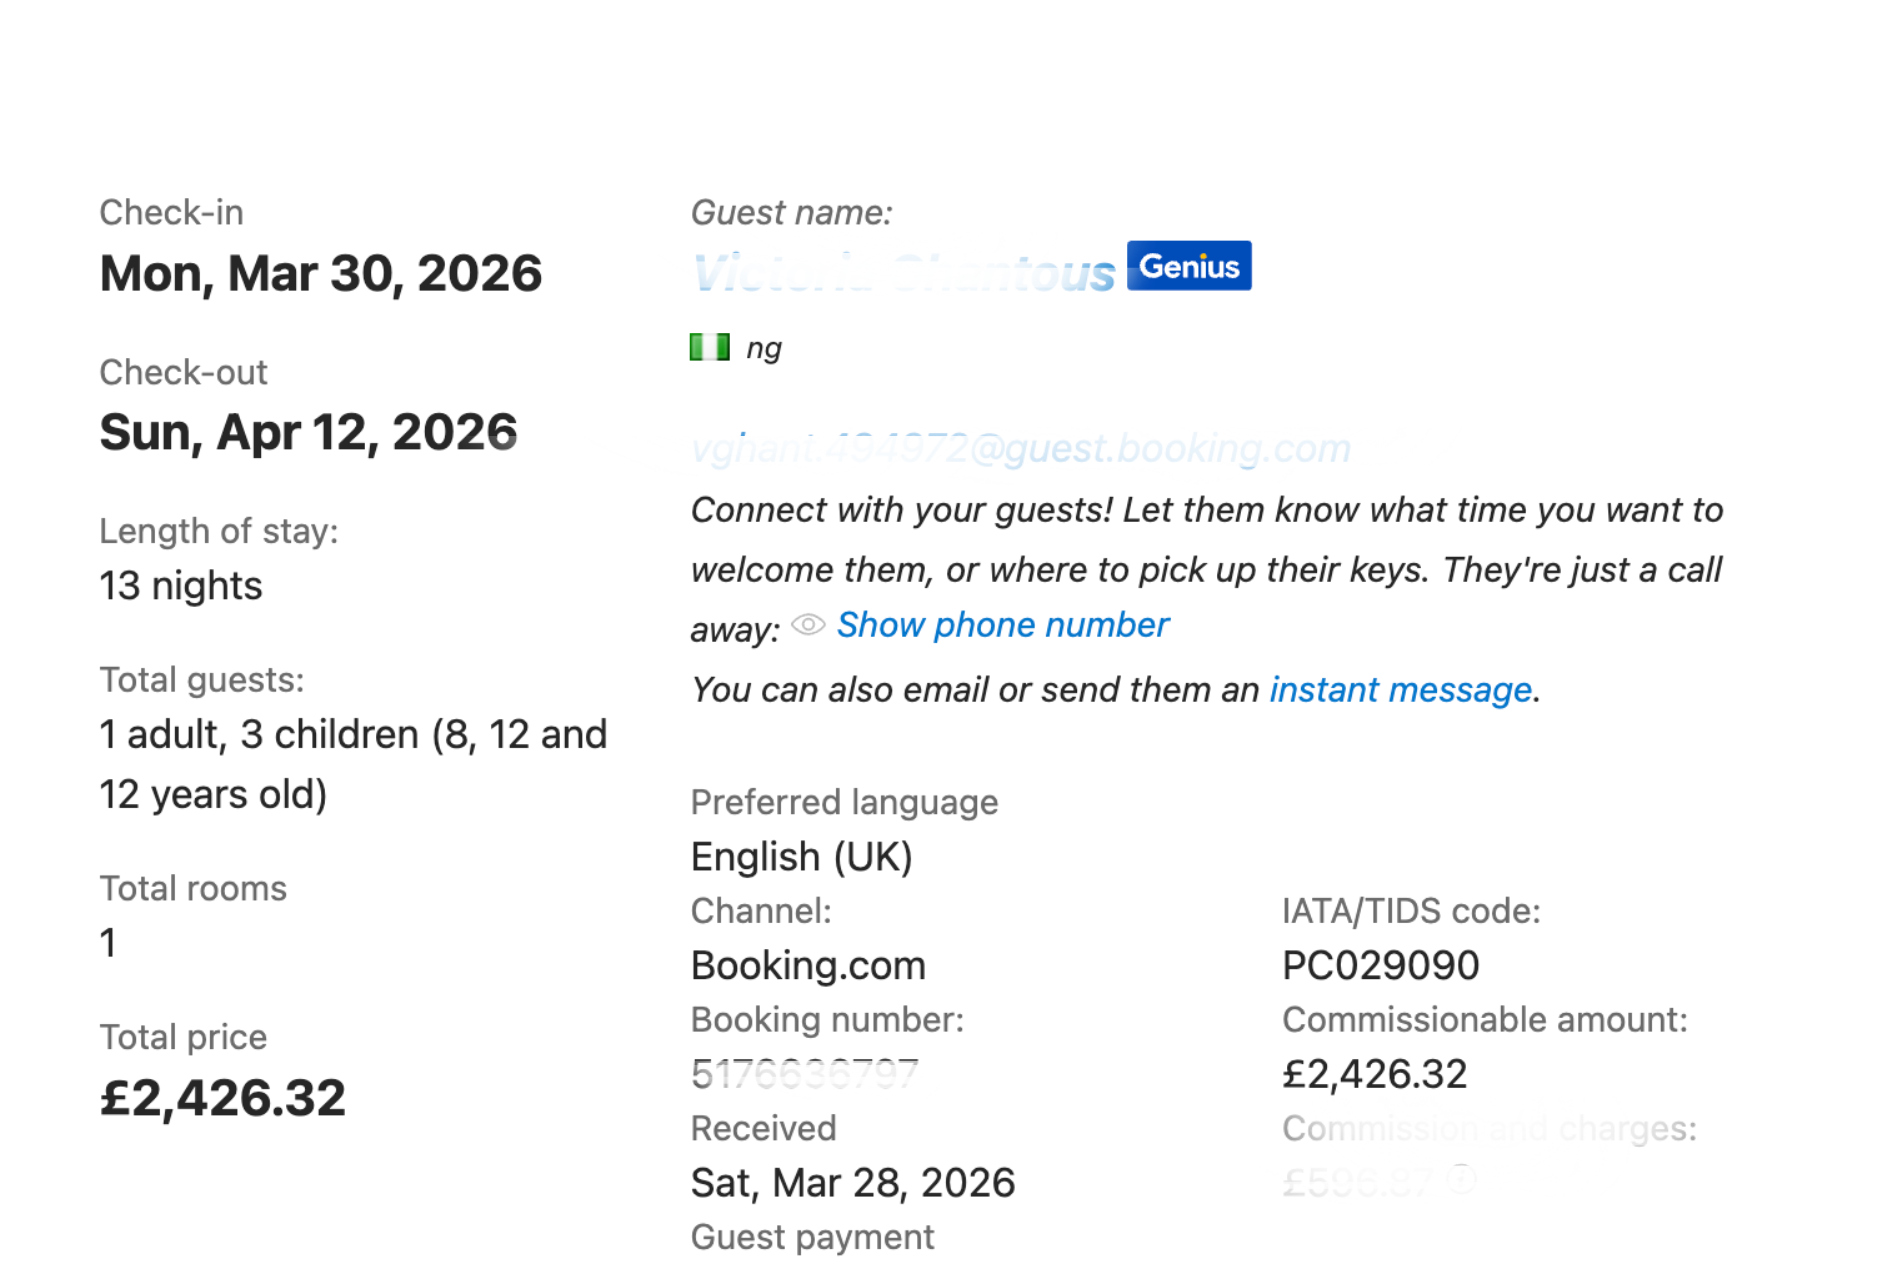 Check-in
Mon, Mar 30, 2026
Check-out
Sun, Apr 12, 2026
Length of stay:
13 nights
Total guests:
1 adult, 3 children (8, 12 and
12 years old)
Total rooms
1
Total price
£2,426.32
Guest name:
Genius
ng
Connect with your guests! Let them know what time you want to
welcome them, or where to pick up their keys. They're just a call
away: Show phone number
You can also email or send them an instant message.
Preferred language
English (UK)
Channel:
Booking.com
Booking number:
Received
Sat, Mar 28, 2026
Guest payment
IATA/TIDS code:
PC029090
Commissionable amount:
£2,426.32
Commission and charges: